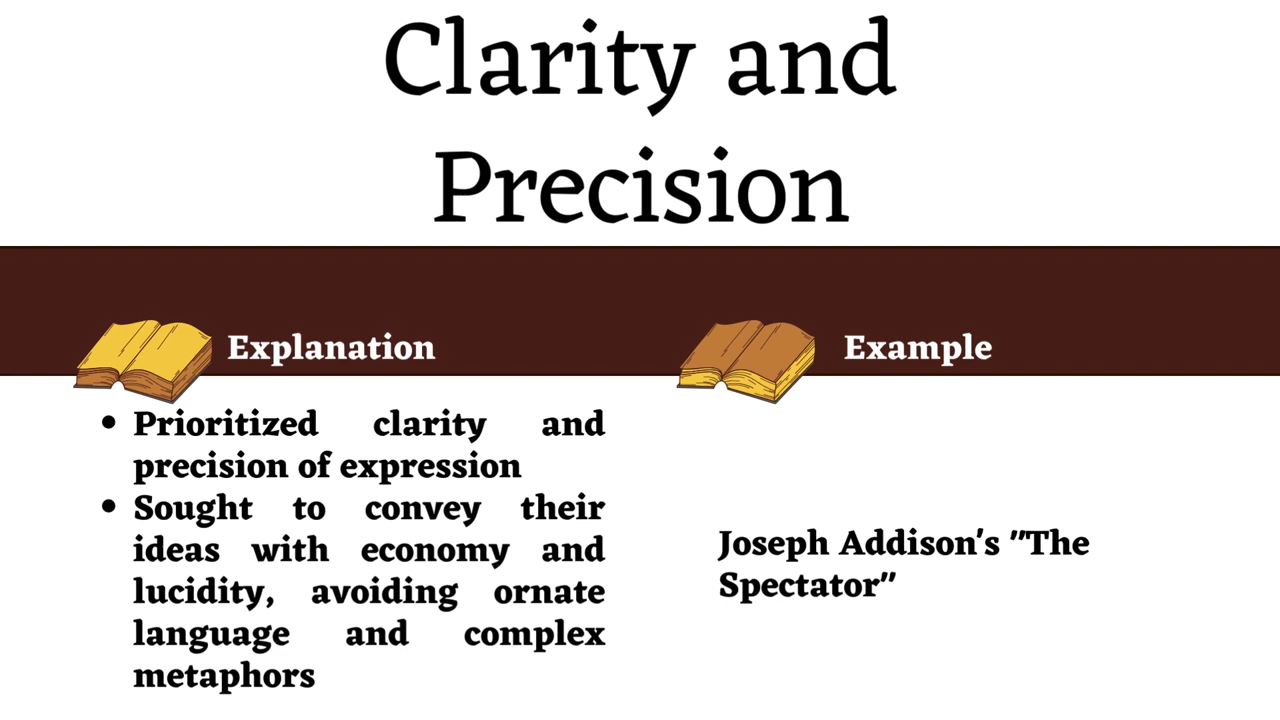 Clarity and
Precision
Explanation
Prioritized clarity and
precision of expression
Sought to convey their
ideas with economy and
lucidity, avoiding ornate
language and complex
metaphors
Example
Joseph Addison's "The
Spectator"